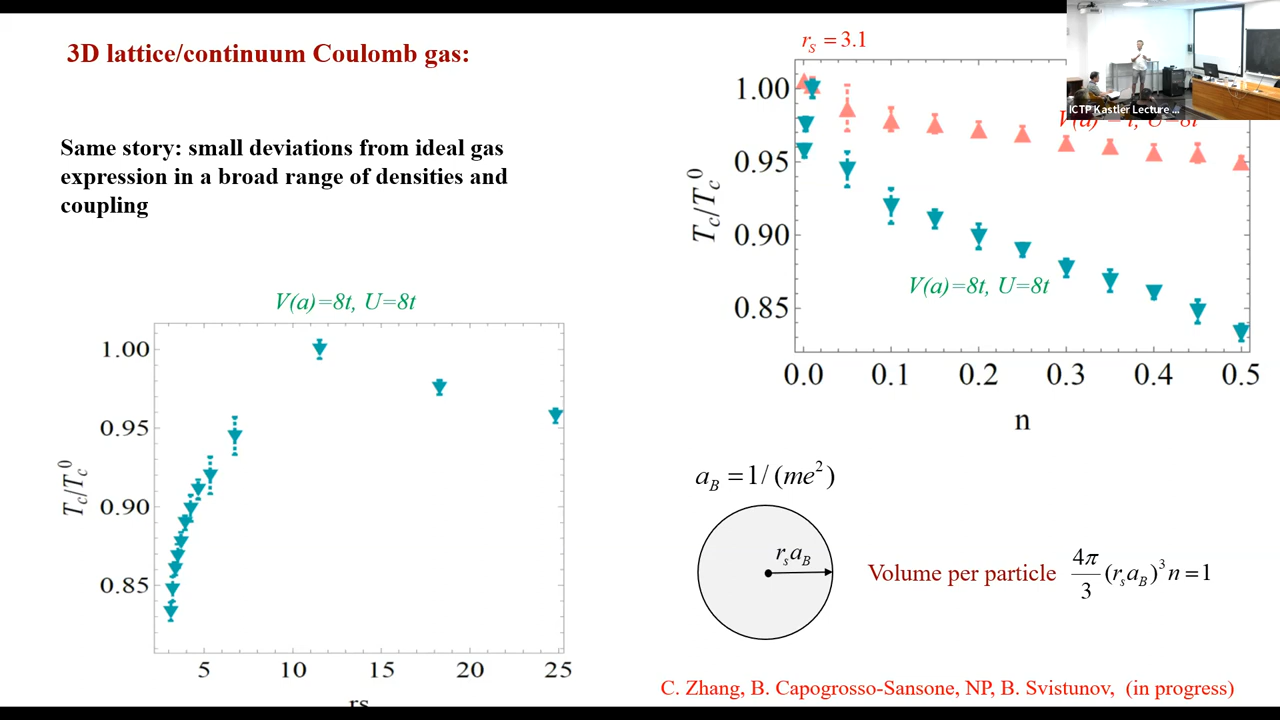 3D lattice/continuum Coulomb gas:
Same story: small deviations from ideal gas
expression in a broad range of densities and
coupling
V(a)=8t, U=8t
1.00
0.95
0.90
0.85
T_c/T_c^0
5 10 15 20 25
rs
r_s = 3.1
ICTP Kastler Lecture ...
1.00
0.95
0.90
0.85
T_c/T_c^0
V(a)=8t, U=8t
0.0 0.1 0.2 0.3 0.4 0.5
n
a_B = 1/(me^2)
r_s a_B
Volume per particle 4π/3 (r_s a_B)^3 n = 1
C. Zhang, B. Capogrosso-Sansone, NP, B. Svistunov, (in progress)